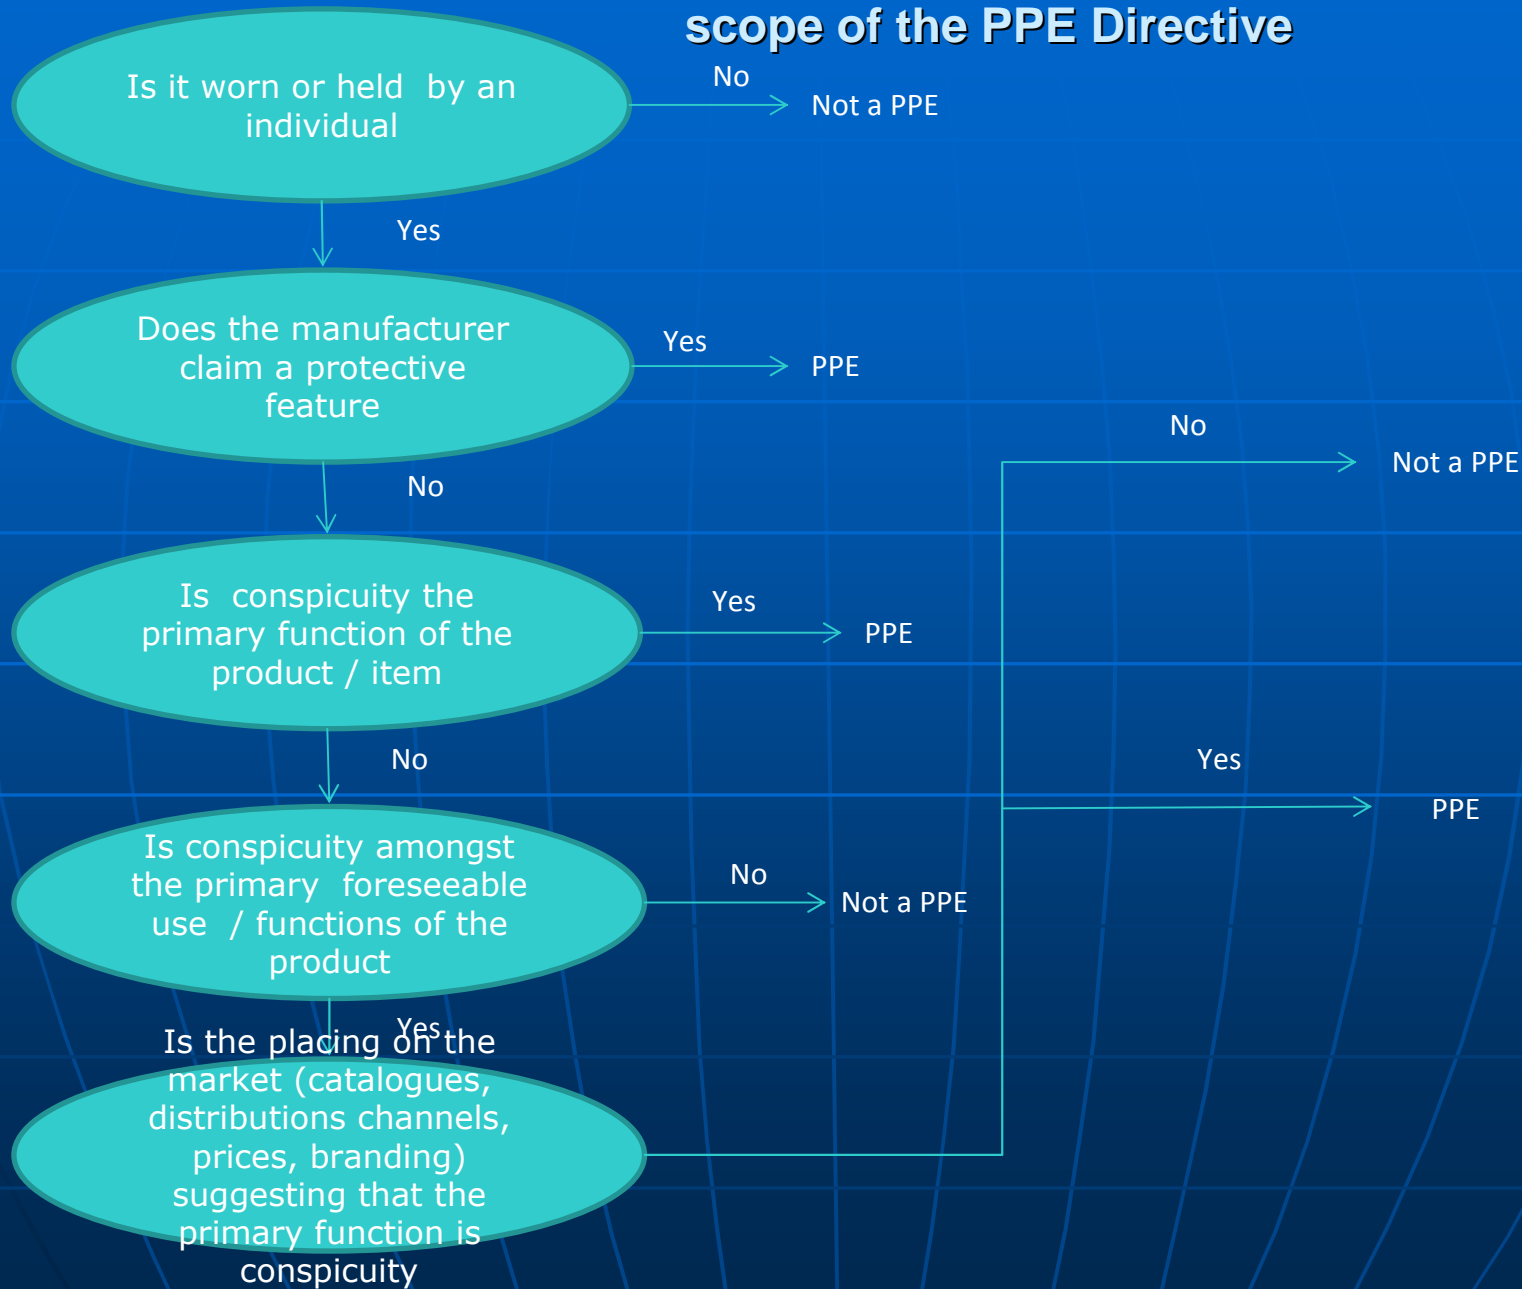 scope of the PPE Directive
Is it worn or held by an
individual
No
Not a PPE
Yes
Does the manufacturer
claim a protective
feature
Yes
PPE
No
No
Not a PPE
Is conspicuity the
primary function of the
product / item
Yes
PPE
No
Yes
PPE
Is conspicuity amongst
the primary foreseeable
use / functions of the
product
No
Not a PPE
Yes
Is the placing on the
market (catalogues,
distributions channels,
prices, branding)
suggesting that the
primary function is
conspicuity